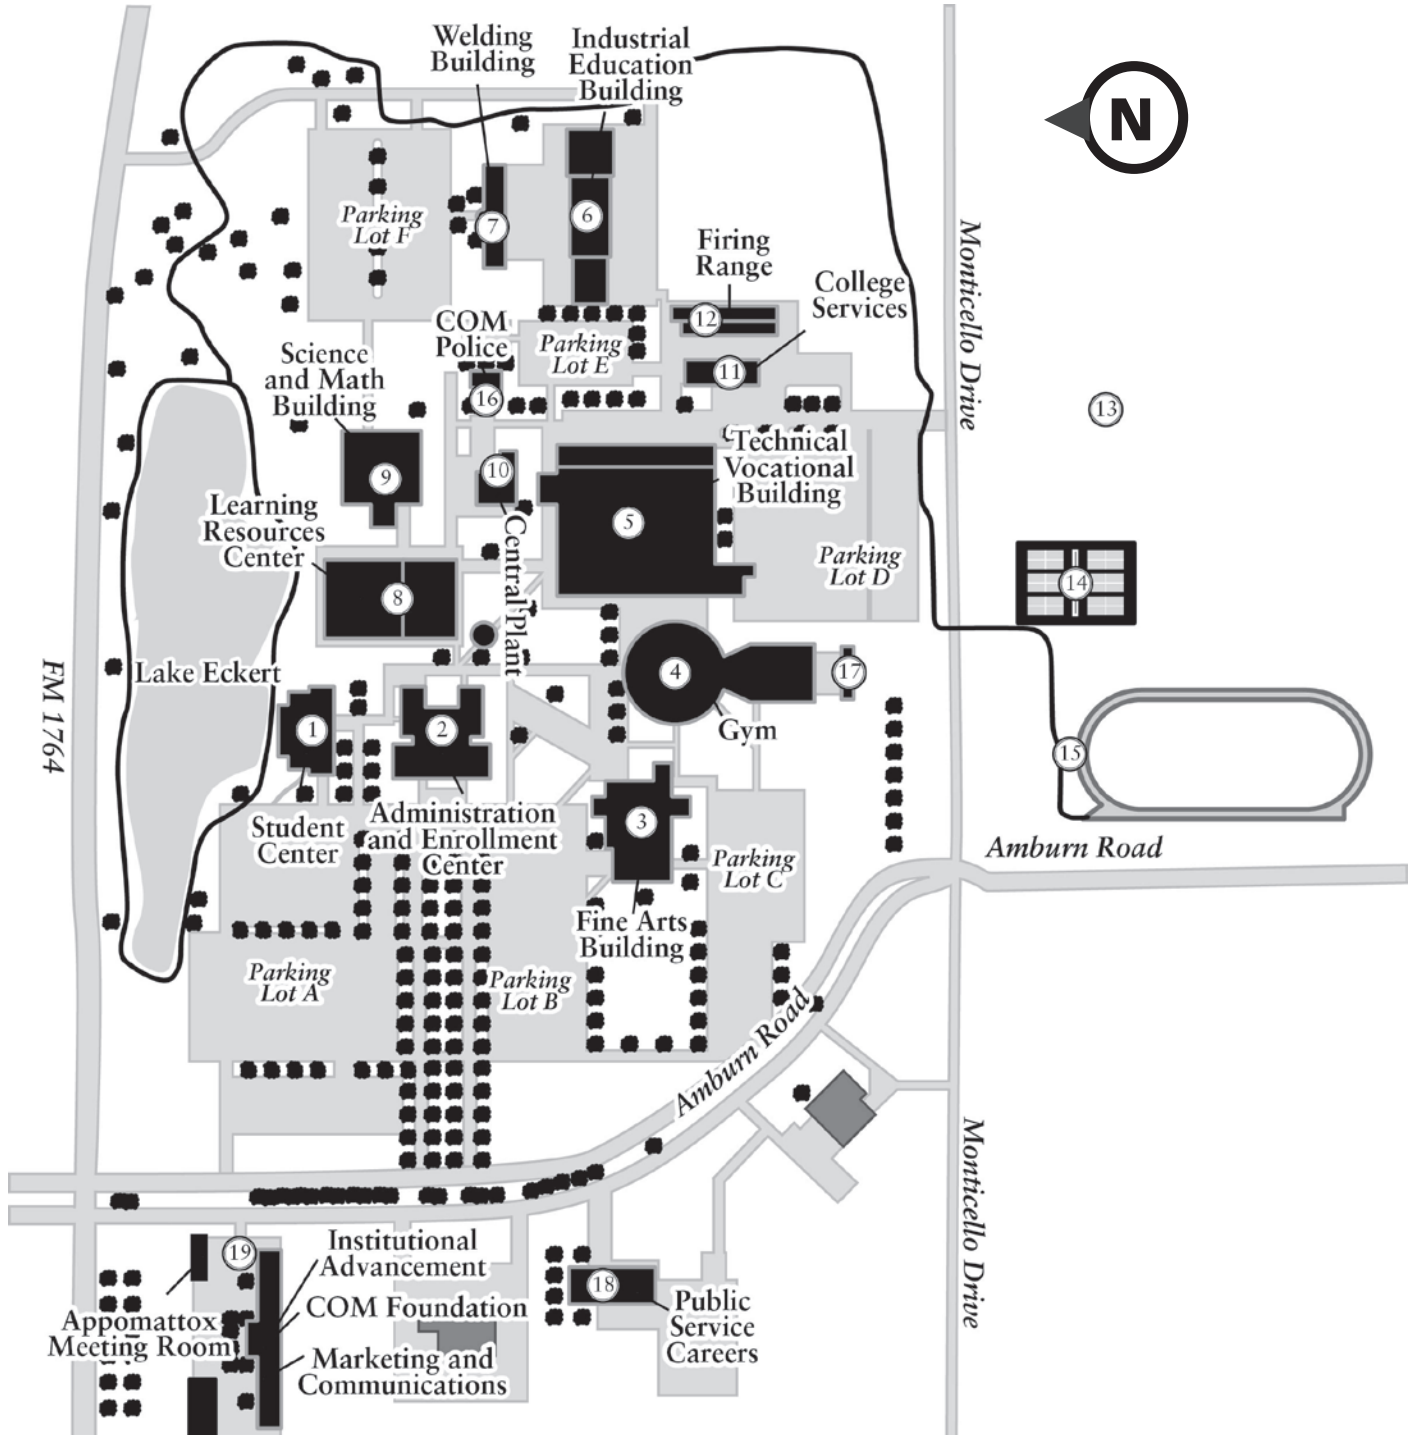 Welding
Building
Industrial
Education
Building
N
Parking
Lot F
7
6
Firing
Range
College
Services
12
COM
Police
Parking
Lot E
Science
and Math
Building
11
16
13
Monticello Drive
9
10
Technical
Vocational
Building
Learning
Resources
Center
5
Central Plant
Parking
Lot D
14
8
Lake Eckert
4
17
FM 1764
1
2
Gym
15
Student
Center
Administration
and Enrollment
Center
3
Parking
Lot C
Amburn Road
Fine Arts
Building
Parking
Lot A
Parking
Lot B
Amburn Road
Monticello Drive
19
Institutional
Advancement
18
COM Foundation
Appomattox
Meeting Room
Public
Service
Careers
Marketing and
Communications